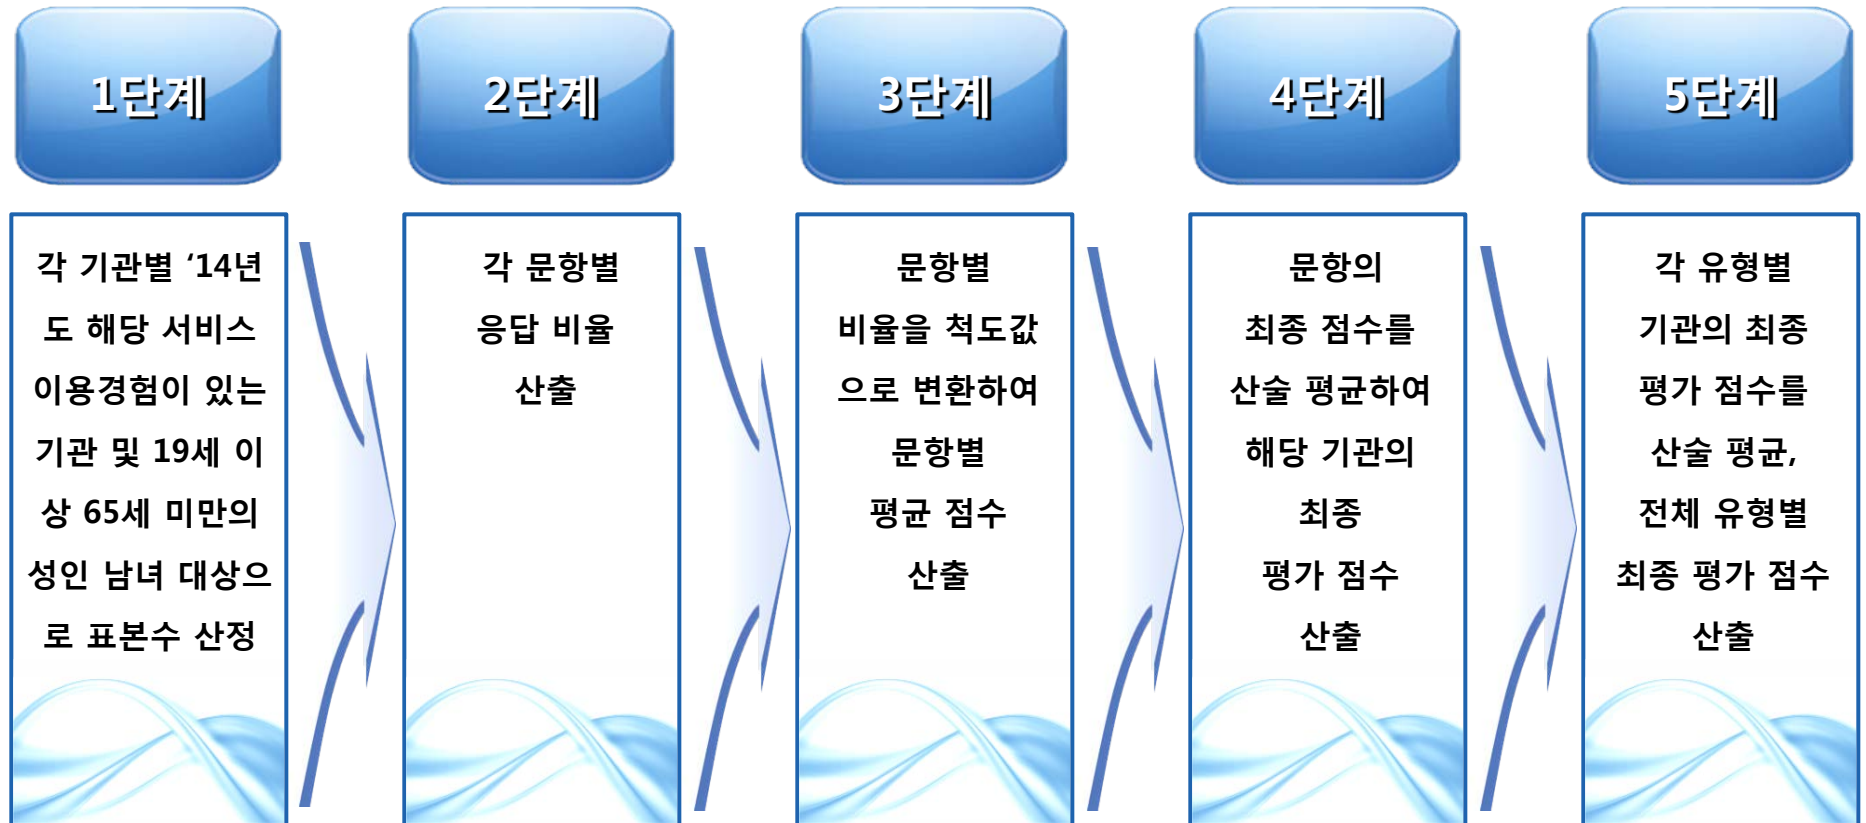 1단계
각 기관별 ‘14년
도 해당 서비스
이용경험이 있는
기관 및 19세 이
상 65세 미만의
성인 남녀 대상으
로 표본수 산정
2단계
각 문항별
응답 비율
산출
3단계
문항별
비율을 척도값
으로 변환하여
문항별
평균 점수
산출
4단계
문항의
최종 점수를
산술 평균하여
해당 기관의
최종
평가 점수
산출
5단계
각 유형별
기관의 최종
평가 점수를
산술 평균,
전체 유형별
최종 평가 점수
산출